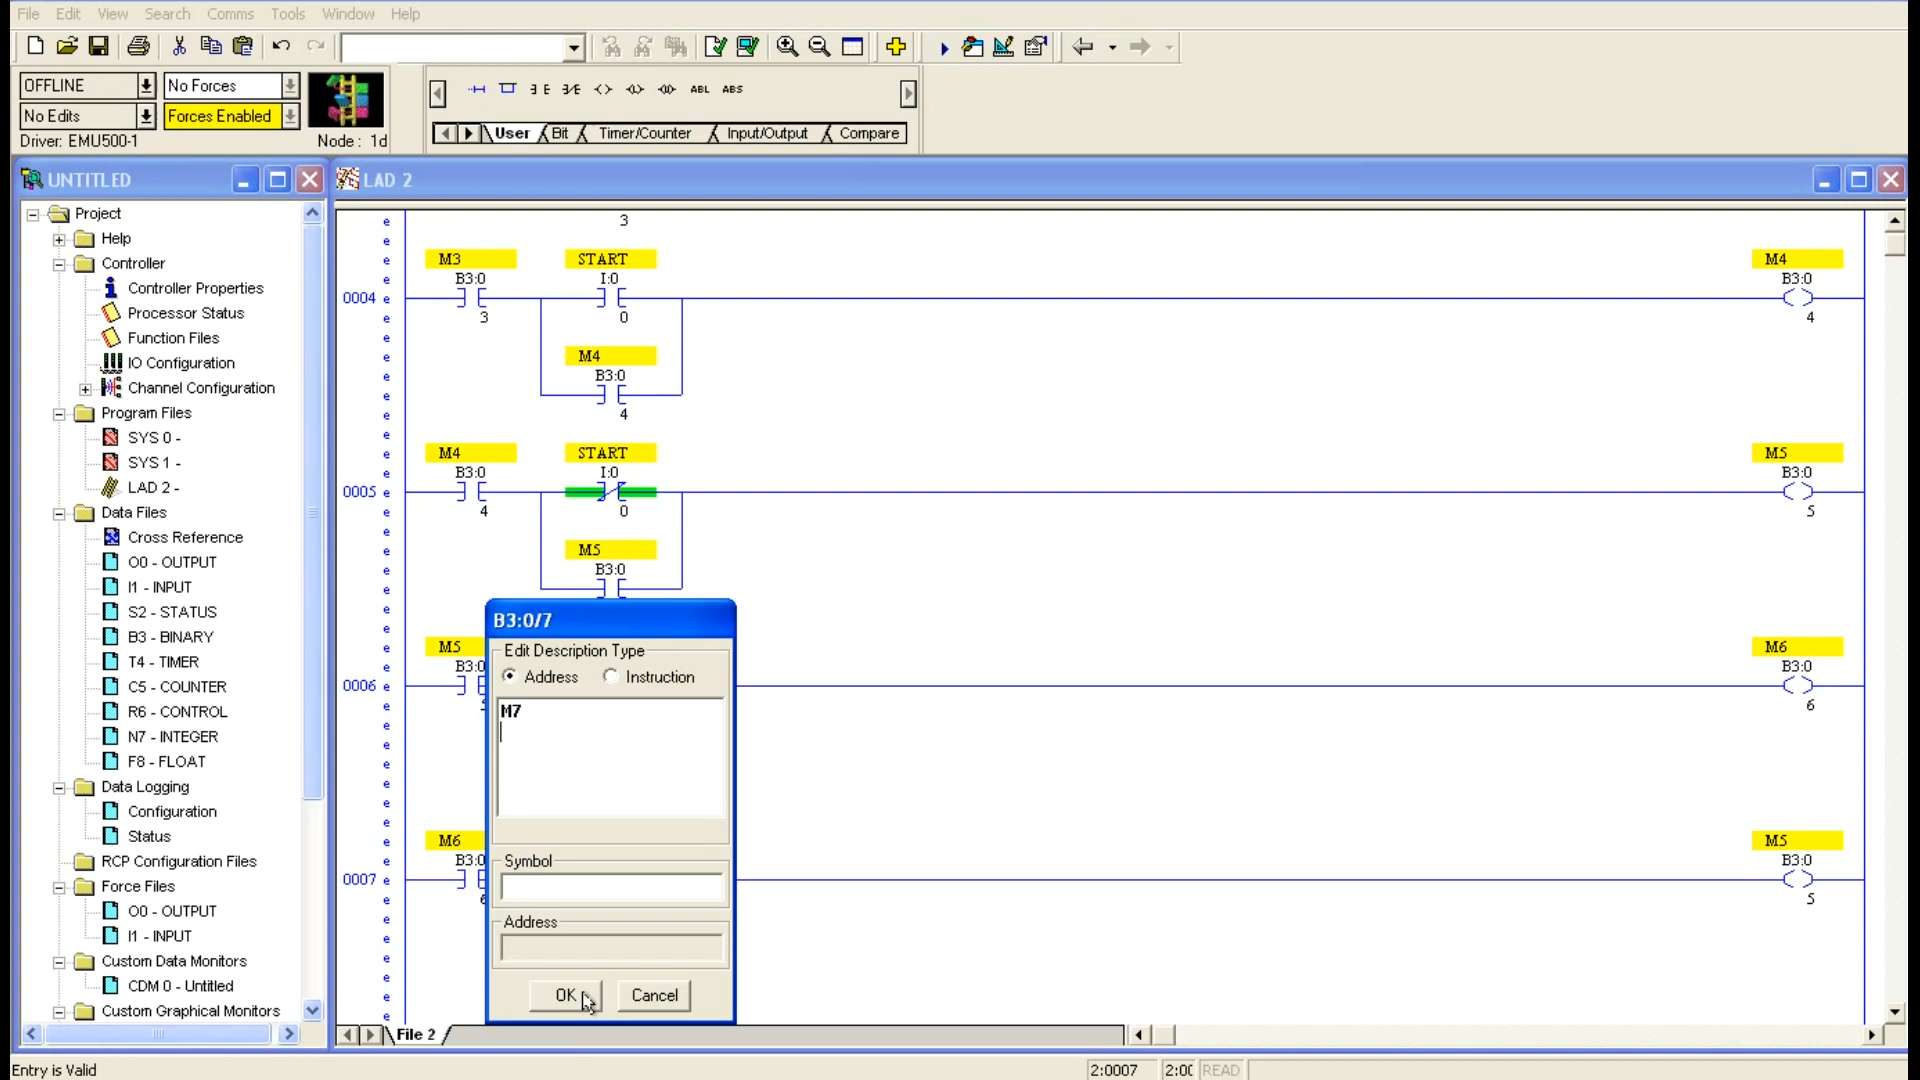 File Edit View Search Comms Tools Window Help
OFFLINE No Forces
No Edits Forces Enabled
Driver: EMU500-1 Node : 1d
ABL ABS
User Bit Timer/Counter Input/Output Compare
UNTITLED
LAD 2
Project
Help
Controller
Controller Properties
Processor Status
Function Files
IO Configuration
Channel Configuration
Program Files
SYS 0 -
SYS 1 -
LAD 2 -
Data Files
Cross Reference
O0 - OUTPUT
I1 - INPUT
S2 - STATUS
B3 - BINARY
T4 - TIMER
C5 - COUNTER
R6 - CONTROL
N7 - INTEGER
F8 - FLOAT
Data Logging
Configuration
Status
RCP Configuration Files
Force Files
O0 - OUTPUT
I1 - INPUT
Custom Data Monitors
CDM 0 - Untitled
Custom Graphical Monitors
3
M3 START M4
B3:0 I:0 B3:0
0004
3 0 4
M4
B3:0
4
M4 START M5
B3:0 I:0 B3:0
0005
4 0 5
M5
B3:0
M5 M6
B3:0 B3:0
0006
6
M6 M5
B3:0 B3:0
0007
5
B3:0/7
Edit Description Type
Address Instruction
M7
Symbol
Address
OK Cancel
File 2
Entry is Valid 2:0007 2:00 READ